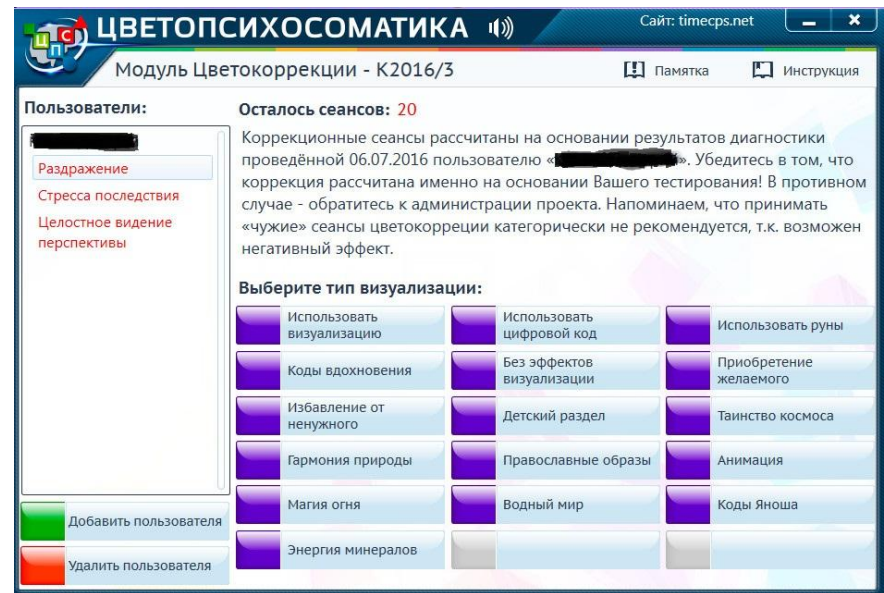 ЦПС
ЦВЕТОПСИХОСОМАТИКА
Сайт: timecps.net
Модуль Цветокоррекции - К2016/3
Памятка
Инструкция
Пользователи:
Раздражение
Стресса последствия
Целостное видение
перспективы
Добавить пользователя
Удалить пользователя
Осталось сеансов: 20
Коррекционные сеансы рассчитаны на основании результатов диагностики
проведённой 06.07.2016 пользователю « ». Убедитесь в том, что
коррекция рассчитана именно на основании Вашего тестирования! В противном
случае - обратитесь к администрации проекта. Напоминаем, что принимать
«чужие» сеансы цветокорреции категорически не рекомендуется, т.к. возможен
негативный эффект.
Выберите тип визуализации:
Использовать
визуализацию
Использовать
цифровой код
Использовать руны
Коды вдохновения
Без эффектов
визуализации
Приобретение
желаемого
Избавление от
ненужного
Детский раздел
Таинство космоса
Гармония природы
Православные образы
Анимация
Магия огня
Водный мир
Коды Яноша
Энергия минералов